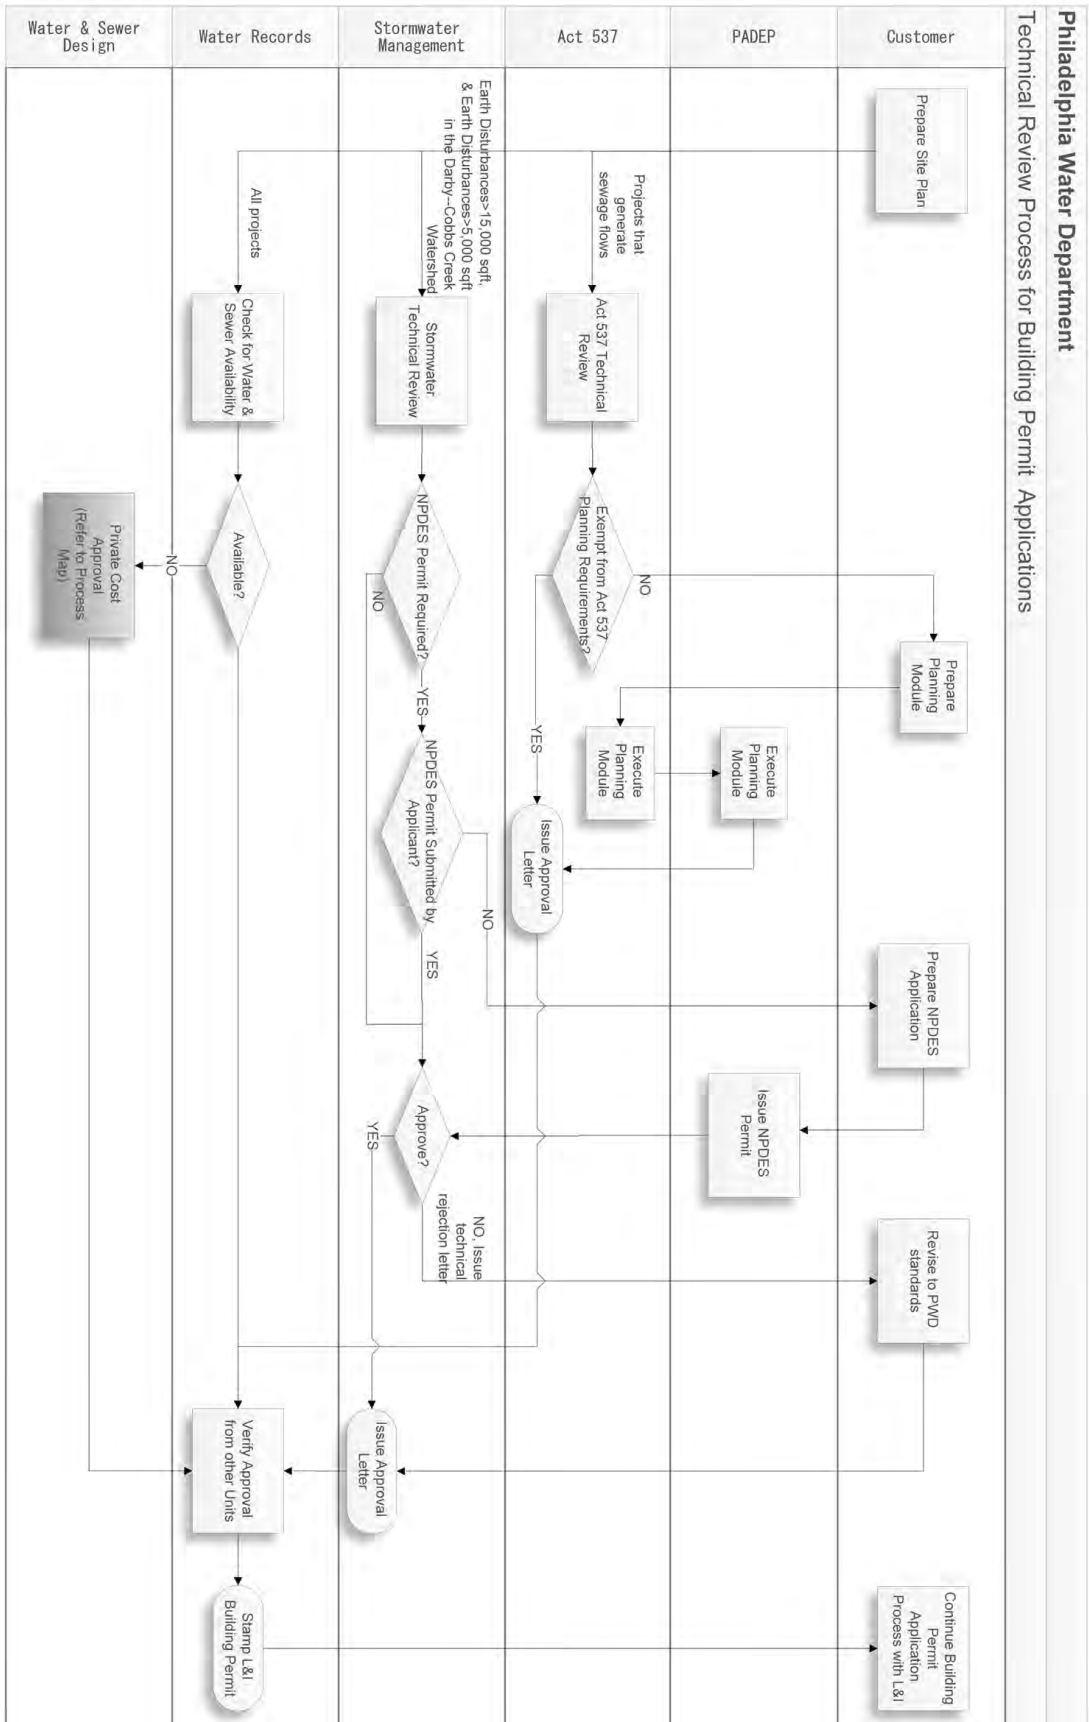 Philadelphia Water Department
Technical Review Process for Building Permit Applications
Customer
PADEP
Act 537
Stormwater
Management
Water Records
Water & Sewer
Design
Prepare Site Plan
Projects that
generate
sewage flows
Earth Disturbances>15,000 sqft,
& Earth Disturbances>5,000 sqft
in the Darby--Cobbs Creek
Watershed
All projects
Act 537 Technical
Review
Stormwater
Technical Review
Check for Water &
Sewer Availability
Exempt from Act 537
Planning Requirements?
NO
YES
NPDES Permit Required?
NO
YES
Available?
NO
Private Cost
Approval
(Refer to Process
Map)
Prepare
Planning
Module
Execute
Planning
Module
Execute
Planning
Module
Issue Approval
Letter
NPDES Permit Submitted by
Applicant?
NO
YES
Prepare NPDES
Application
Issue NPDES
Permit
Approve?
YES
NO, Issue
technical
rejection letter
Revise to PWD
standards
Issue Approval
Letter
Verify Approval
from other Units
Stamp L&I
Building Permit
Continue Building
Permit
Application
Process with L&I